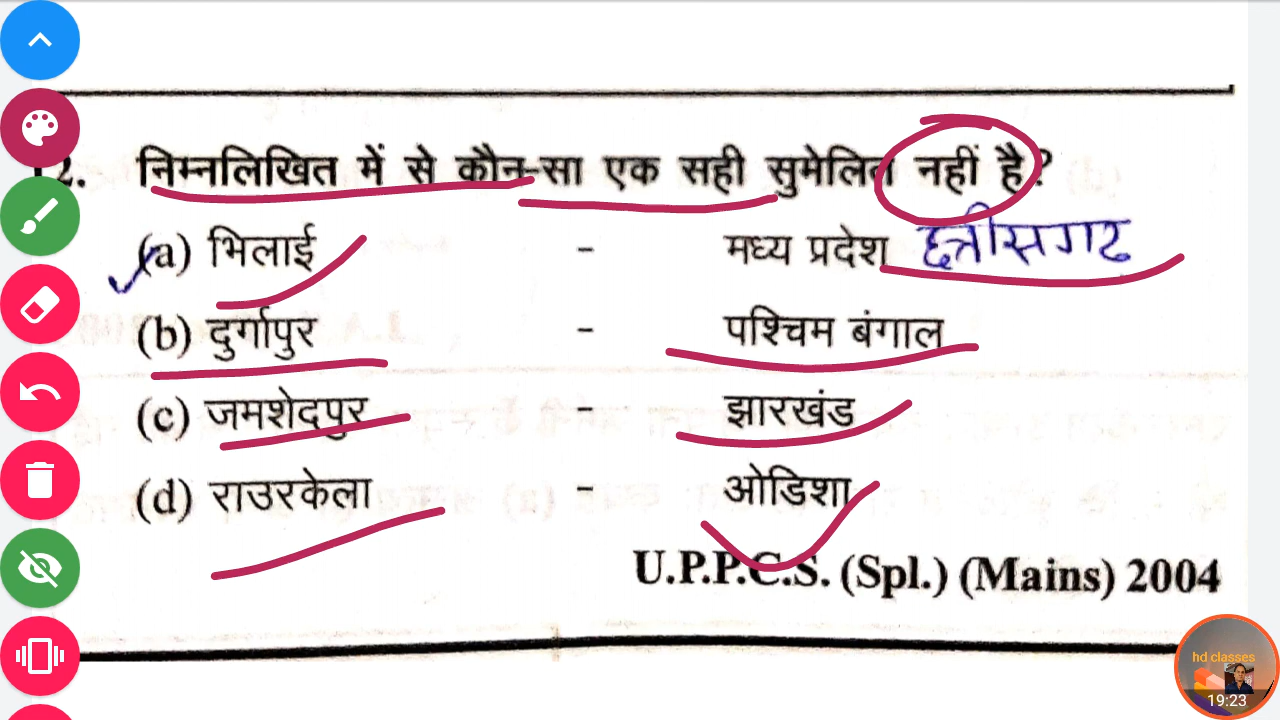 12. निम्नलिखित में से कौन-सा एक सही सुमेलित नहीं है?
(a) भिलाई - मध्य प्रदेश छत्तीसगढ
(b) दुर्गापुर - पश्चिम बंगाल
(c) जमशेदपुर - झारखंड
(d) राउरकेला - ओडिशा
U.P.P.C.S. (Spl.) (Mains) 2004
hd classes
19:23